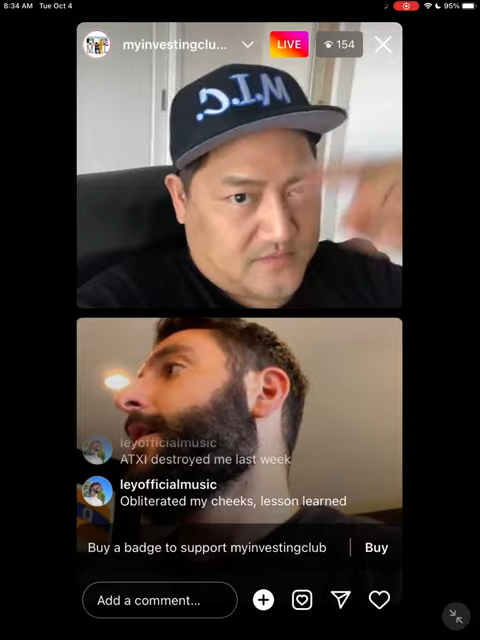 8:34 AM Tue Oct 4
95%
myinvestingclu...
LIVE
154
M.I.C.
leyofficialmusic
ATXI destroyed me last week
leyofficialmusic
Obliterated my cheeks, lesson learned
Buy a badge to support myinvestingclub
Buy
Add a comment...